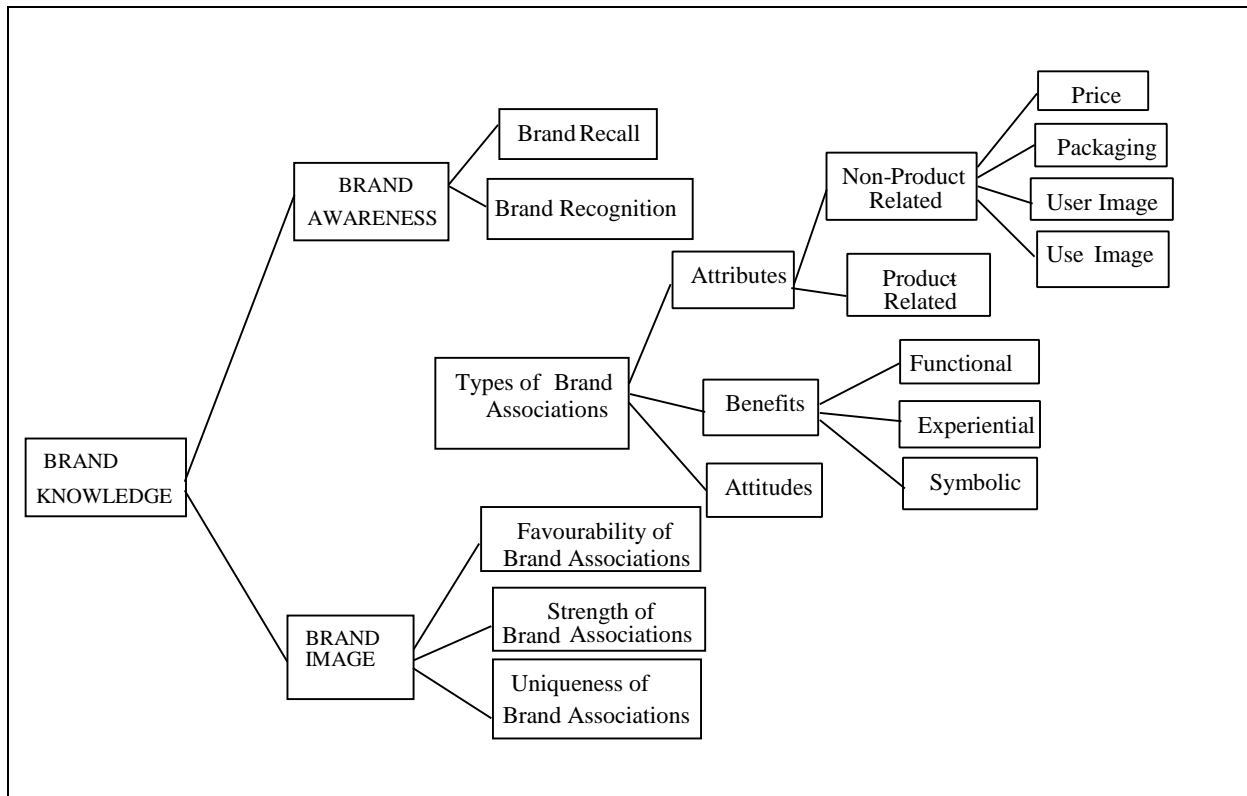 Price
Brand Recall
Packaging
BRAND
AWARENESS
Non-Product
Related
Brand Recognition
User Image
Use Image
Attributes
Product-
Related
Types of Brand
Associations
Functional
Benefits
Experiential
BRAND
KNOWLEDGE
Attitudes
Symbolic
Favourability of
Brand Associations
Strength of
Brand Associations
BRAND
IMAGE
Uniqueness of
Brand Associations